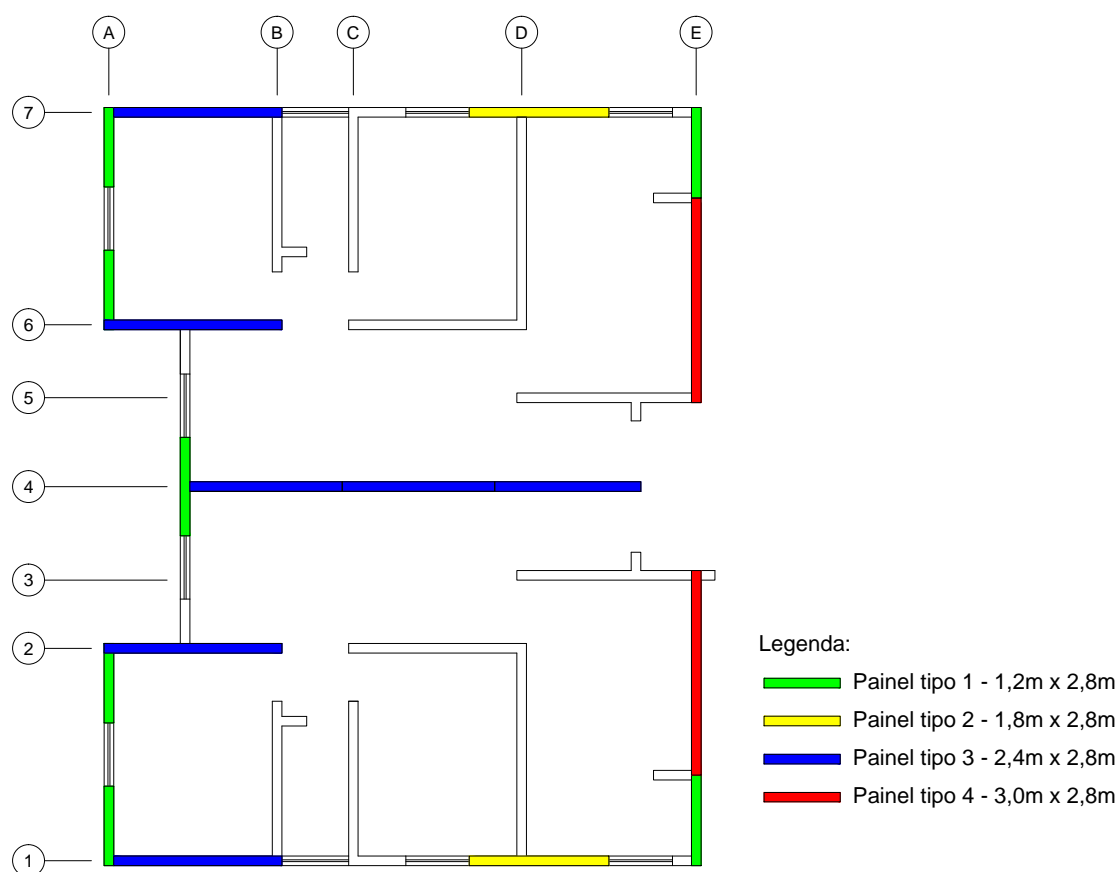 A
B
C
D
E
7
6
5
4
3
2
1
Legenda:
Painel tipo 1 - 1,2m x 2,8m
Painel tipo 2 - 1,8m x 2,8m
Painel tipo 3 - 2,4m x 2,8m
Painel tipo 4 - 3,0m x 2,8m